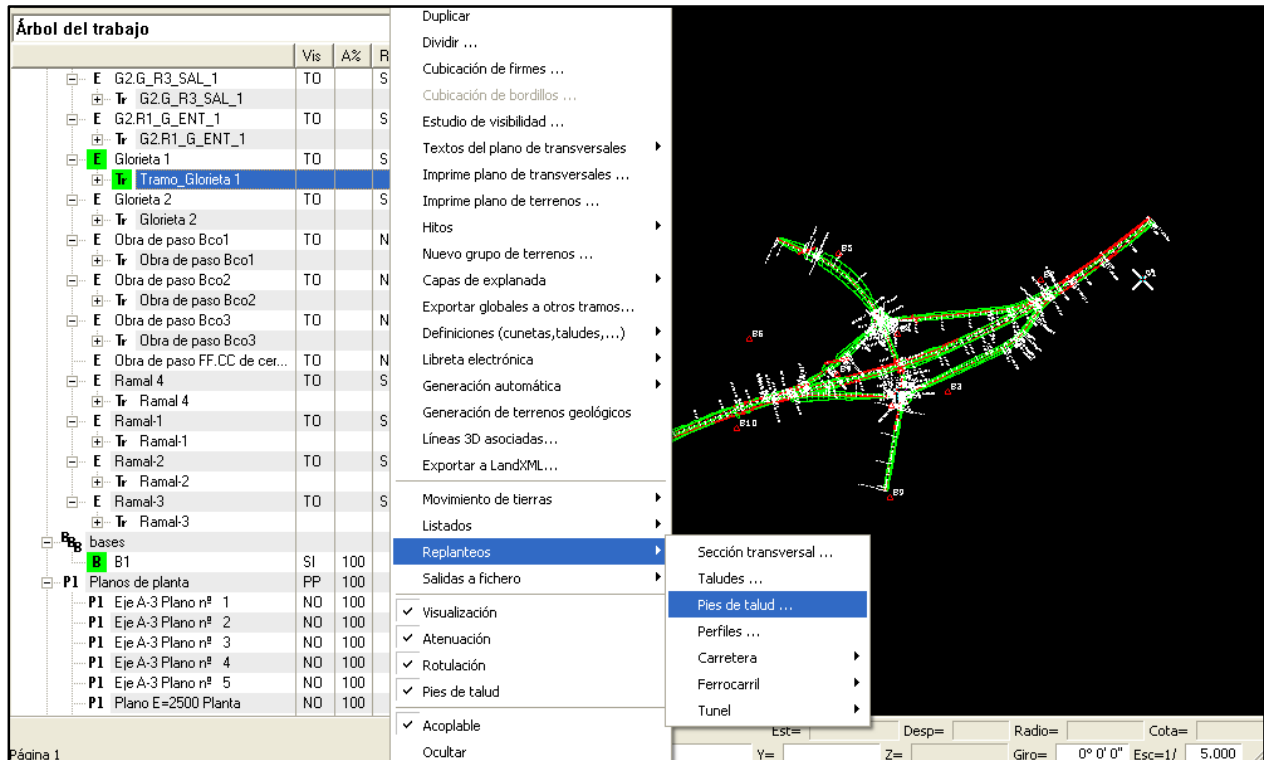 Árbol del trabajo
Vis A% R
E G2.G_R3_SAL_1 TO S
Tr G2.G_R3_SAL_1
E G2.R1_G_ENT_1 TO S
Tr G2.R1_G_ENT_1
E Glorieta 1 TO S
Tr Tramo_Glorieta 1
E Glorieta 2 TO S
Tr Glorieta 2
E Obra de paso Bco1 TO N
Tr Obra de paso Bco1
E Obra de paso Bco2 TO N
Tr Obra de paso Bco2
E Obra de paso Bco3 TO N
Tr Obra de paso Bco3
E Obra de paso FF.CC de cer... TO N
E Ramal 4 TO S
Tr Ramal 4
E Ramal-1 TO S
Tr Ramal-1
E Ramal-2 TO S
Tr Ramal-2
E Ramal-3 TO S
Tr Ramal-3
BBB bases
B B1 SI 100
Pl Planos de planta PP 100
Pl Eje A-3 Plano nº 1 NO 100
Pl Eje A-3 Plano nº 2 NO 100
Pl Eje A-3 Plano nº 3 NO 100
Pl Eje A-3 Plano nº 4 NO 100
Pl Eje A-3 Plano nº 5 NO 100
Pl Plano E=2500 Planta NO 100
Página 1
Duplicar
Dividir ...
Cubicación de firmes ...
Cubicación de bordillos ...
Estudio de visibilidad ...
Textos del plano de transversales
Imprime plano de transversales ...
Imprime plano de terrenos ...
Hitos
Nuevo grupo de terrenos ...
Capas de explanada
Exportar globales a otros tramos...
Definiciones (cunetas,taludes,...)
Libreta electrónica
Generación automática
Generación de terrenos geológicos
Líneas 3D asociadas...
Exportar a LandXML...
Movimiento de tierras
Listados
Replanteos
Salidas a fichero
Visualización
Atenuación
Rotulación
Pies de talud
Acoplable
Ocultar
Sección transversal ...
Taludes ...
Pies de talud ...
Perfiles ...
Carretera
Ferrocarril
Tunel
B5
B6
B3
B10
B9
Est= Desp= Radio= Cota=
Y= Z= Giro= 0° 0' 0" Esc=1/ 5.000